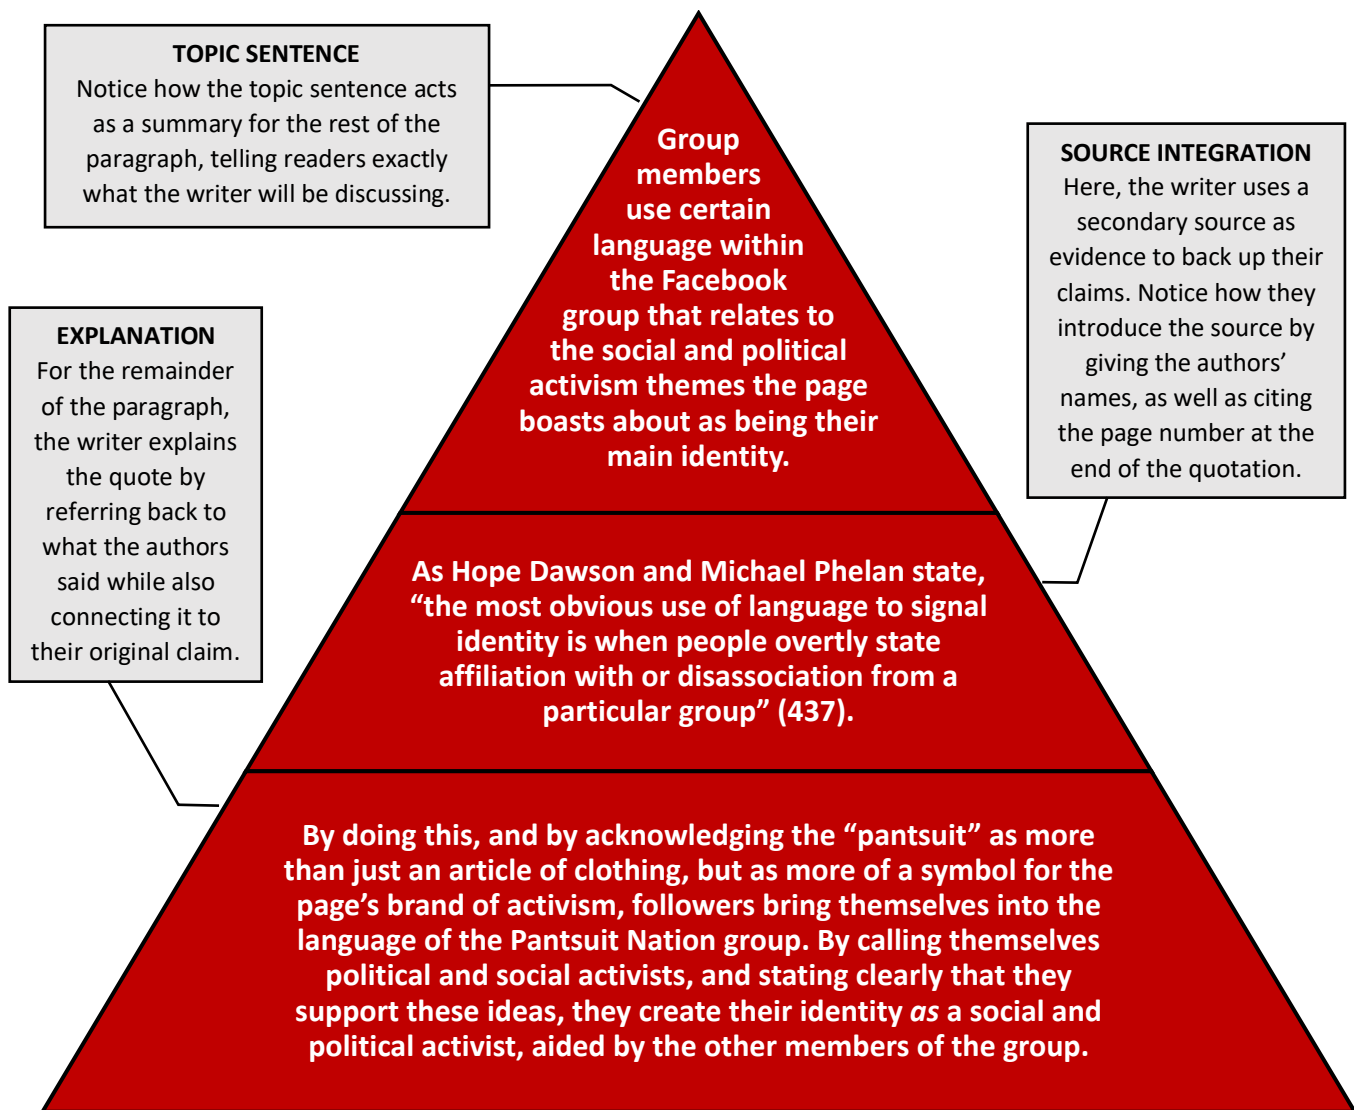 TOPIC SENTENCE
Notice how the topic sentence acts
as a summary for the rest of the
paragraph, telling readers exactly
what the writer will be discussing.
Group
members
use certain
language within
the Facebook
group that relates to
the social and political
activism themes the page
boasts about as being their
main identity.
SOURCE INTEGRATION
Here, the writer uses a
secondary source as
evidence to back up their
claims. Notice how they
introduce the source by
giving the authors’
names, as well as citing
the page number at the
end of the quotation.
As Hope Dawson and Michael Phelan state,
“the most obvious use of language to signal
identity is when people overtly state
affiliation with or disassociation from a
particular group” (437).
EXPLANATION
For the remainder
of the paragraph,
the writer explains
the quote by
referring back to
what the authors
said while also
connecting it to
their original claim.
By doing this, and by acknowledging the “pantsuit” as more
than just an article of clothing, but as more of a symbol for the
page’s brand of activism, followers bring themselves into the
language of the Pantsuit Nation group. By calling themselves
political and social activists, and stating clearly that they
support these ideas, they create their identity as a social and
political activist, aided by the other members of the group.